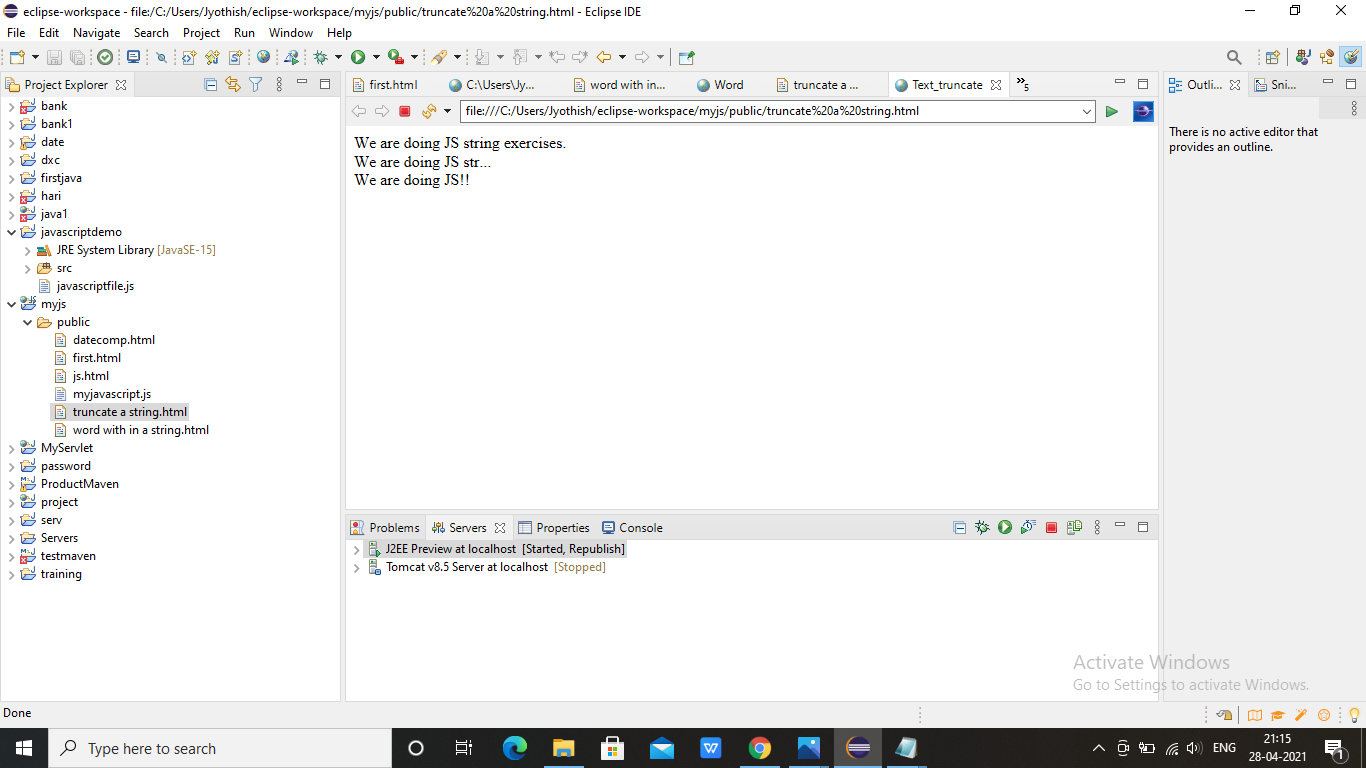 eclipse-workspace - file:/C:/Users/Jyothish/eclipse-workspace/myjs/public/truncate%20a%20string.html - Eclipse IDE
File Edit Navigate Search Project Run Window Help
Project Explorer
first.html C:\Users\Jy... word with in... Word truncate a ... Text_truncate »5
Outli... Sni...
file:///C:/Users/Jyothish/eclipse-workspace/myjs/public/truncate%20a%20string.html
bank
bank1
date
dxc
firstjava
hari
java1
javascriptdemo
JRE System Library [JavaSE-15]
src
javascriptfile.js
myjs
public
datecomp.html
first.html
js.html
myjavascript.js
truncate a string.html
word with in a string.html
MyServlet
password
ProductMaven
project
serv
Servers
testmaven
training
We are doing JS string exercises.
We are doing JS str...
We are doing JS!!
There is no active editor that
provides an outline.
Problems Servers Properties Console
J2EE Preview at localhost [Started, Republish]
Tomcat v8.5 Server at localhost [Stopped]
Activate Windows
Go to Settings to activate Windows.
Done
Type here to search
ENG
21:15
28-04-2021
1